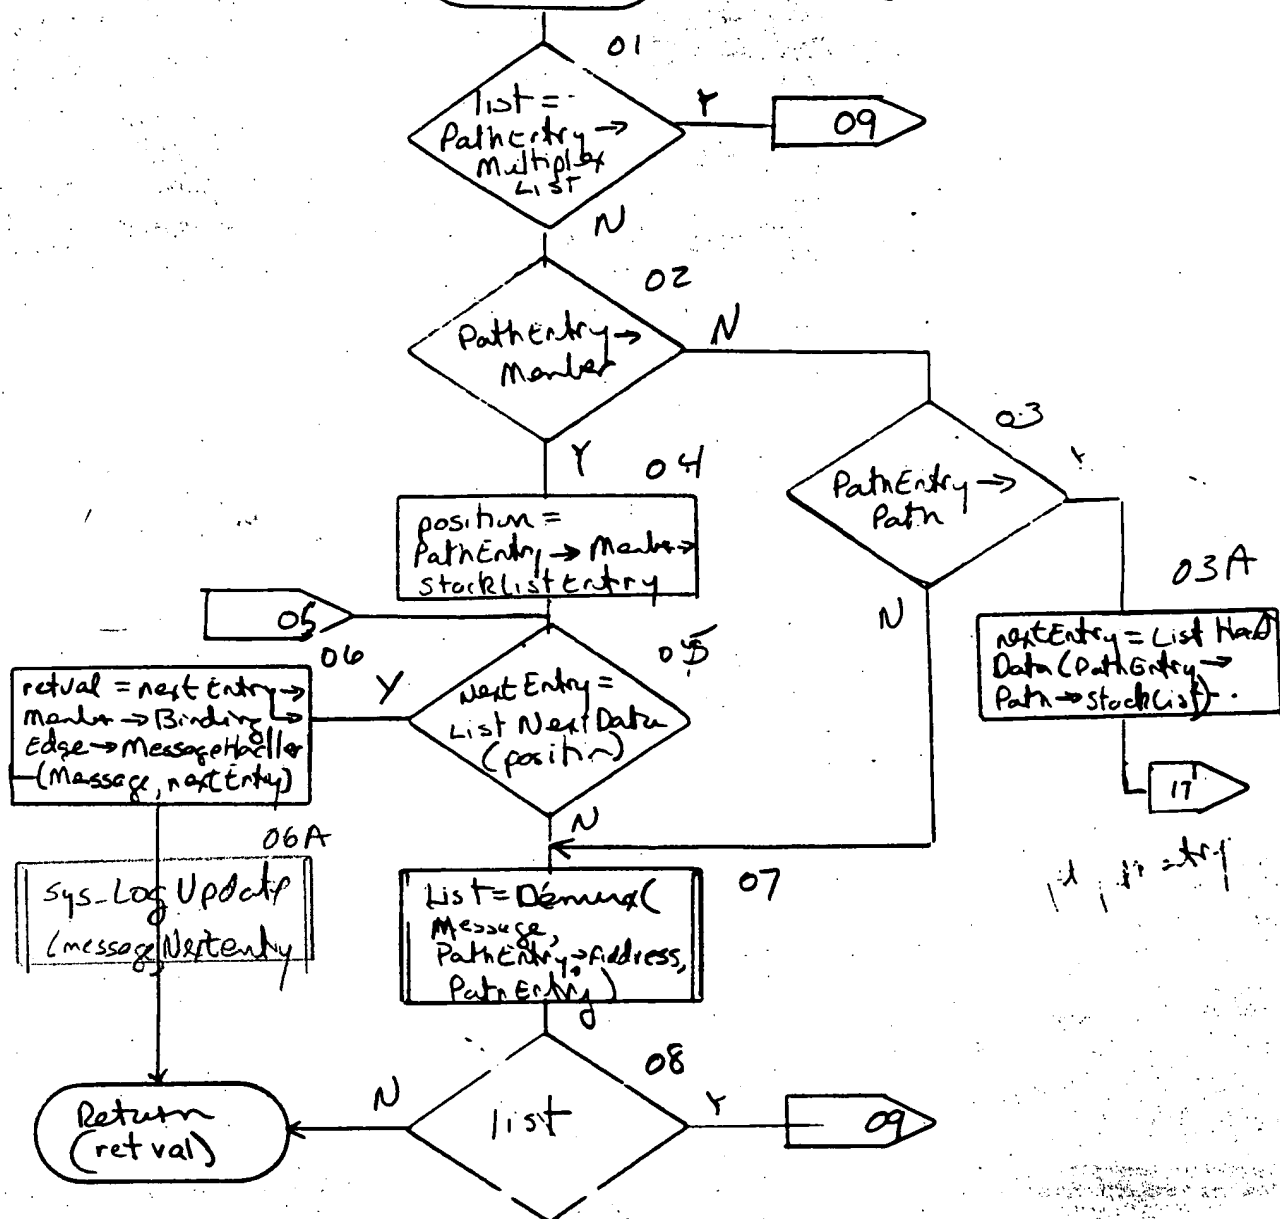 01
list =
PathEntry →
Multiplex
List
Y
09
N
02
PathEntry →
Member
N
03
Y
PathEntry →
Path
Y
04
position =
PathEntry → Member →
StackListEntry
03A
N
nextEntry = List Head
Data (PathEntry →
Path → StackList)
05
05
06
Y
NextEntry =
List Next Data
(position)
retval = next Entry →
Member → Binding →
Edge → MessageHadler
(Message, nextEntry)
17
N
06A
sys_Log Update
(message, Nextentry
07
List = Demux(
Message,
PathEntry → Address,
PathEntry)
08
N
list
Y
09
Return
(retval)